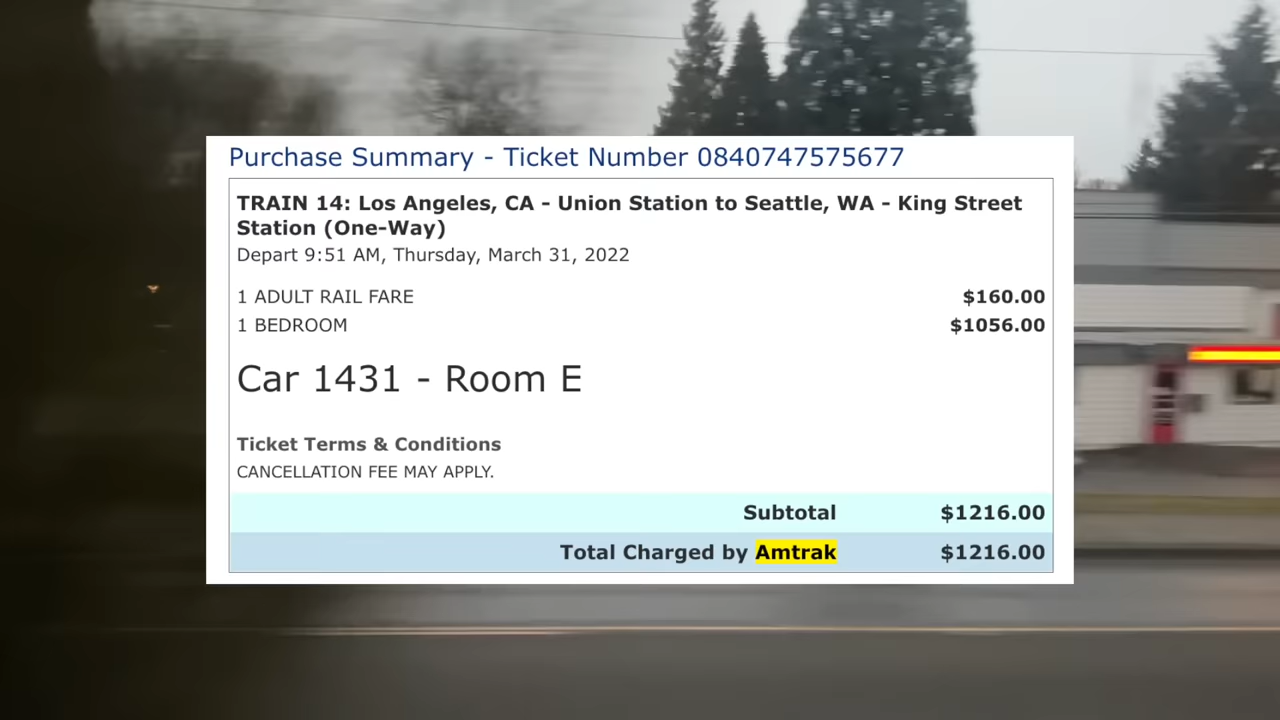 Purchase Summary - Ticket Number 0840747575677
TRAIN 14: Los Angeles, CA - Union Station to Seattle, WA - King Street
Station (One-Way)
Depart 9:51 AM, Thursday, March 31, 2022
1 ADULT RAIL FARE $160.00
1 BEDROOM $1056.00
Car 1431 - Room E
Ticket Terms & Conditions
CANCELLATION FEE MAY APPLY.
Subtotal $1216.00
Total Charged by Amtrak $1216.00